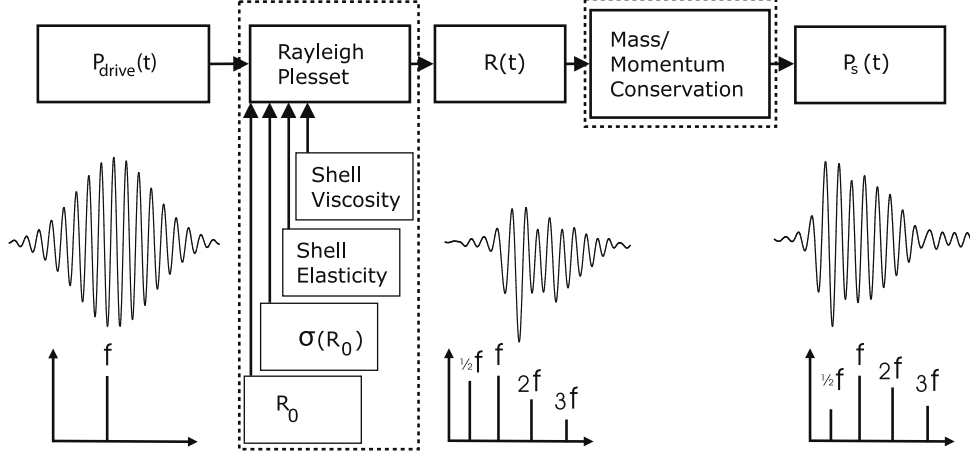 P_drive(t)
Rayleigh
Plesset
R(t)
Mass/
Momentum
Conservation
P_s(t)
Shell
Viscosity
Shell
Elasticity
σ(R_0)
R_0
f
½f
f
2f
3f
½f
f
2f
3f